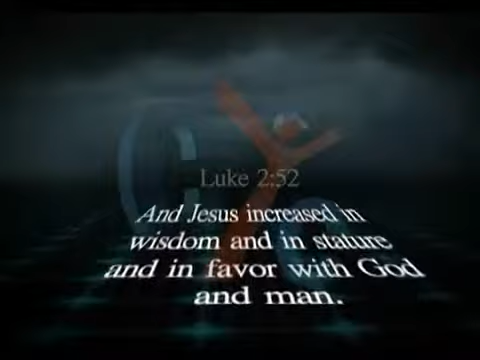 Luke 2:52
And Jesus increased in
wisdom and in stature
and in favor with God
and man.